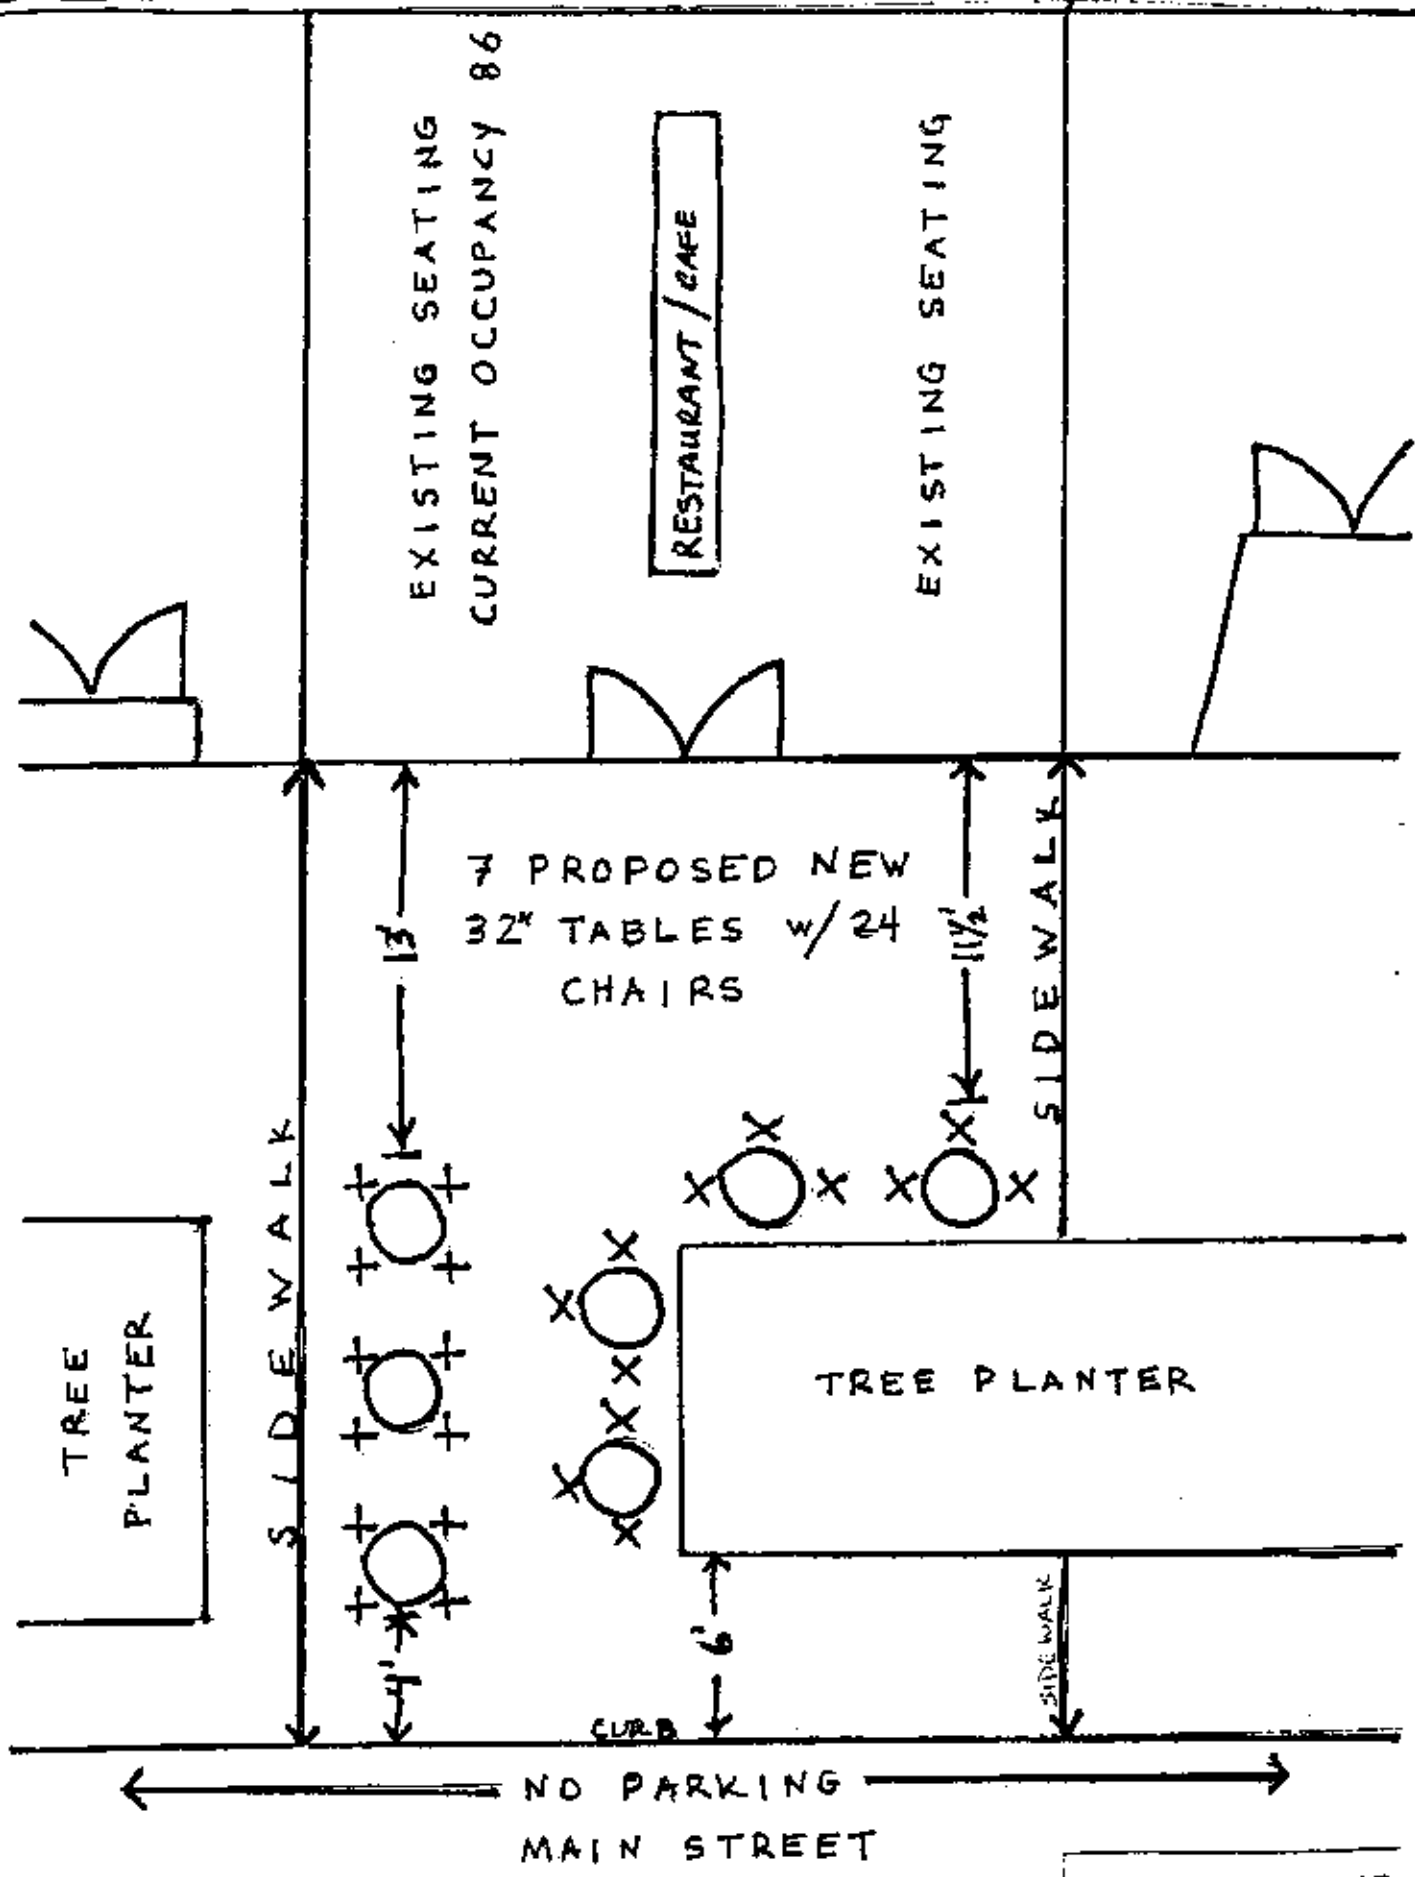 EXISTING SEATING
CURRENT OCCUPANCY 86
RESTAURANT / CAFE
EXISTING SEATING
13'
7 PROPOSED NEW
32" TABLES w/ 24
CHAIRS
11½'
SIDEWALK
SIDEWALK
TREE
PLANTER
TREE PLANTER
4'
6'
SIDEWALK
CURB
NO PARKING
MAIN STREET